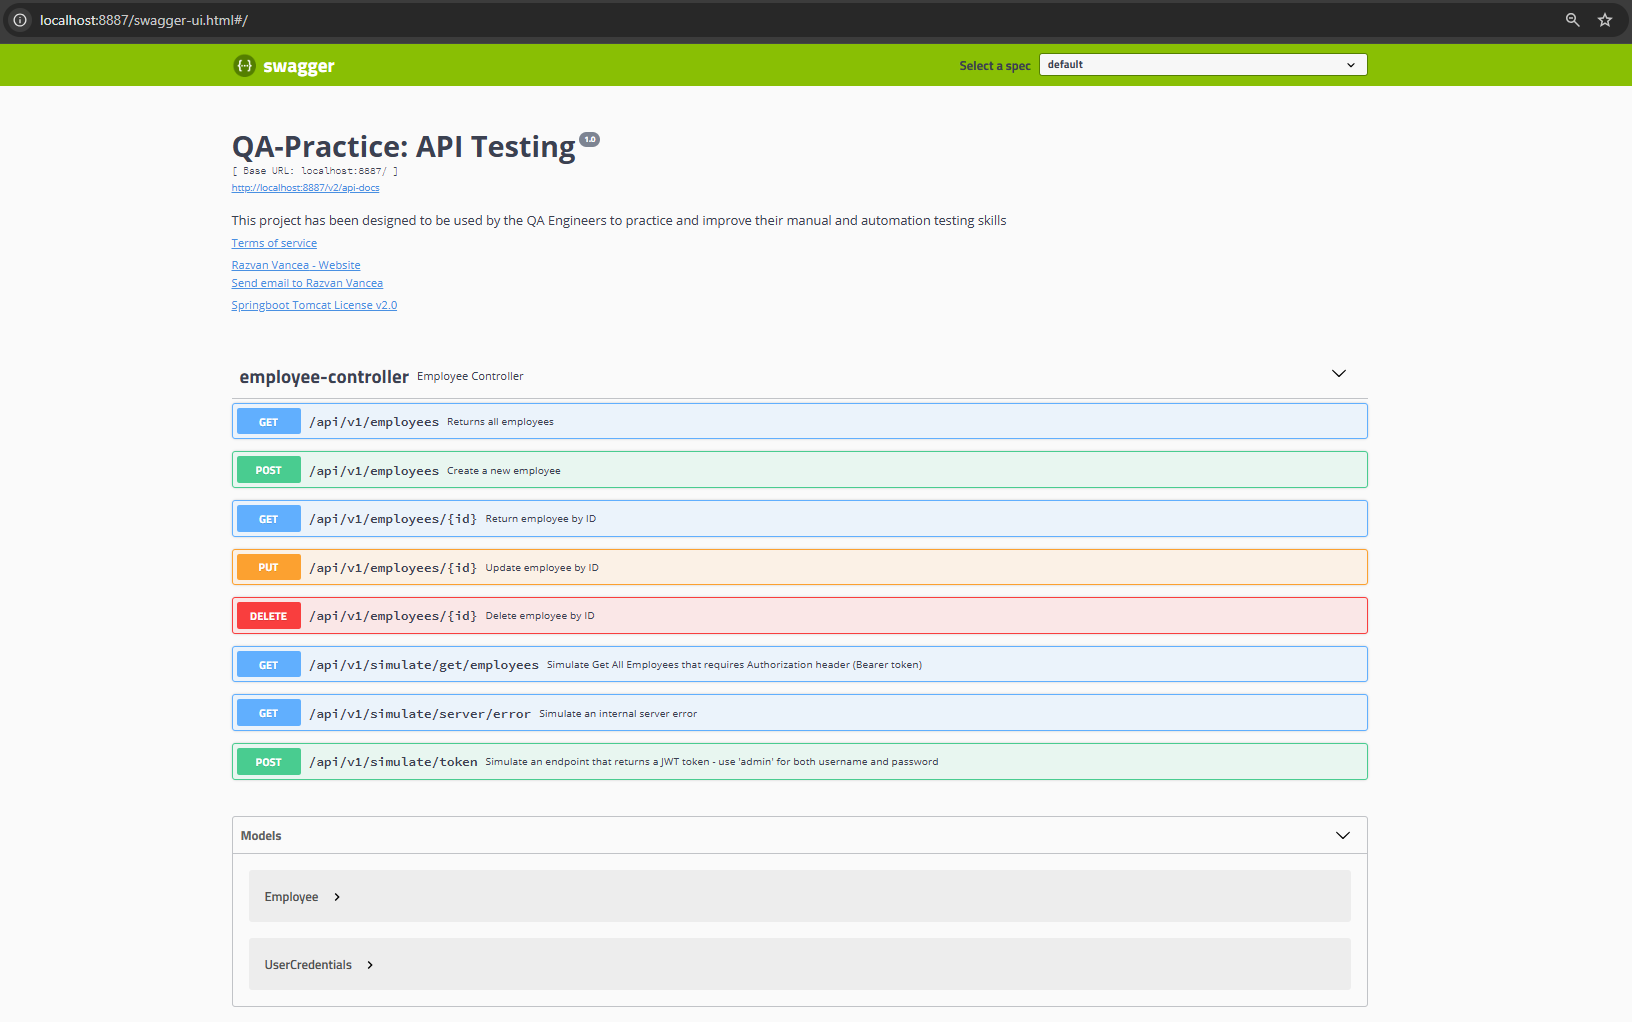 localhost:8887/swagger-ui.html#/
swagger
Select a spec
default
QA-Practice: API Testing 1.0
[ Base URL: localhost:8887/ ]
http://localhost:8887/v2/api-docs
This project has been designed to be used by the QA Engineers to practice and improve their manual and automation testing skills
Terms of service
Razvan Vancea - Website
Send email to Razvan Vancea
Springboot Tomcat License v2.0
employee-controller Employee Controller
GET /api/v1/employees Returns all employees
POST /api/v1/employees Create a new employee
GET /api/v1/employees/{id} Return employee by ID
PUT /api/v1/employees/{id} Update employee by ID
DELETE /api/v1/employees/{id} Delete employee by ID
GET /api/v1/simulate/get/employees Simulate Get All Employees that requires Authorization header (Bearer token)
GET /api/v1/simulate/server/error Simulate an internal server error
POST /api/v1/simulate/token Simulate an endpoint that returns a JWT token - use 'admin' for both username and password
Models
Employee
UserCredentials